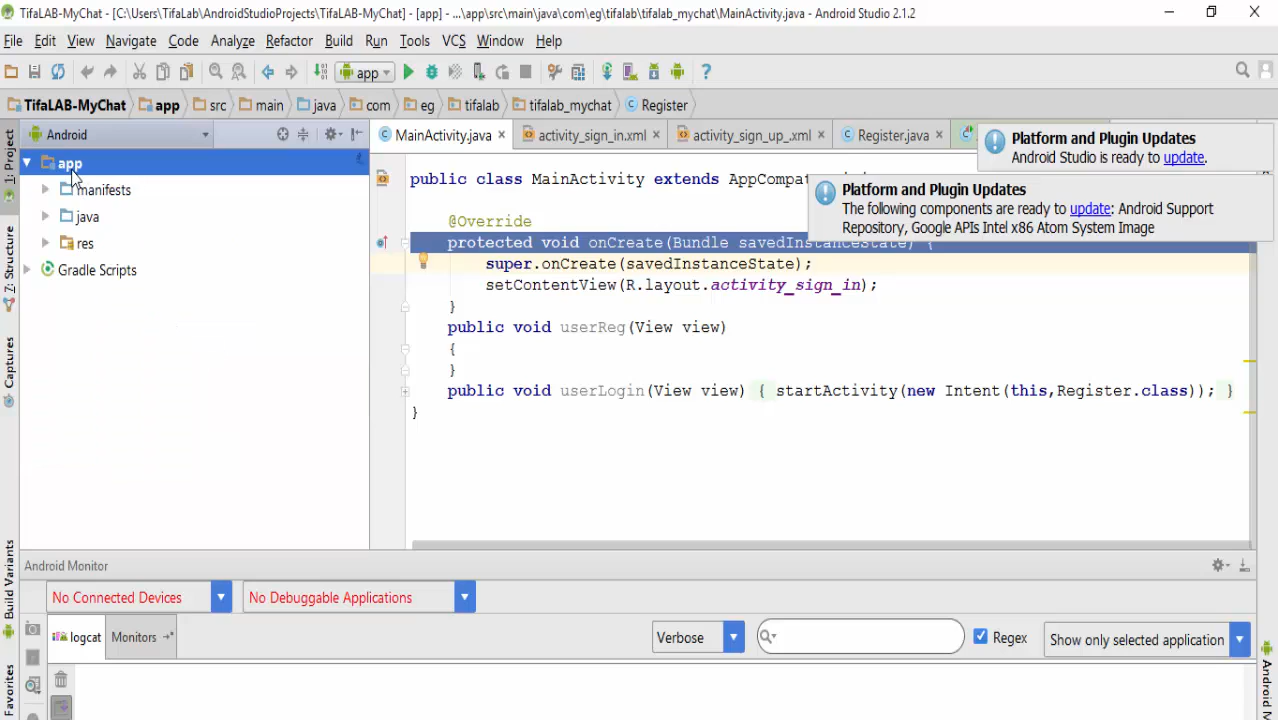 TifaLAB-MyChat - [C:\Users\TifaLab\AndroidStudioProjects\TifaLAB-MyChat] - [app] - ...\app\src\main\java\com\eg\tifalab\tifalab_mychat\MainActivity.java - Android Studio 2.1.2
File Edit View Navigate Code Analyze Refactor Build Run Tools VCS Window Help
app
TifaLAB-MyChat app src main java com eg tifalab tifalab_mychat Register
Android
MainActivity.java activity_sign_in.xml activity_sign_up_.xml Register.java
Platform and Plugin Updates
Android Studio is ready to update.
Platform and Plugin Updates
The following components are ready to update: Android Support
Repository, Google APIs Intel x86 Atom System Image
1: Project
7: Structure
Captures
Build Variants
Favorites
app
manifests
java
res
Gradle Scripts
public class MainActivity extends AppCompat
@Override
protected void onCreate(Bundle savedInstanceState) {
super.onCreate(savedInstanceState);
setContentView(R.layout.activity_sign_in);
}
public void userReg(View view)
{
}
public void userLogin(View view) { startActivity(new Intent(this,Register.class)); }
}
Android Monitor
No Connected Devices No Debuggable Applications
logcat Monitors Verbose Regex Show only selected application
Android M